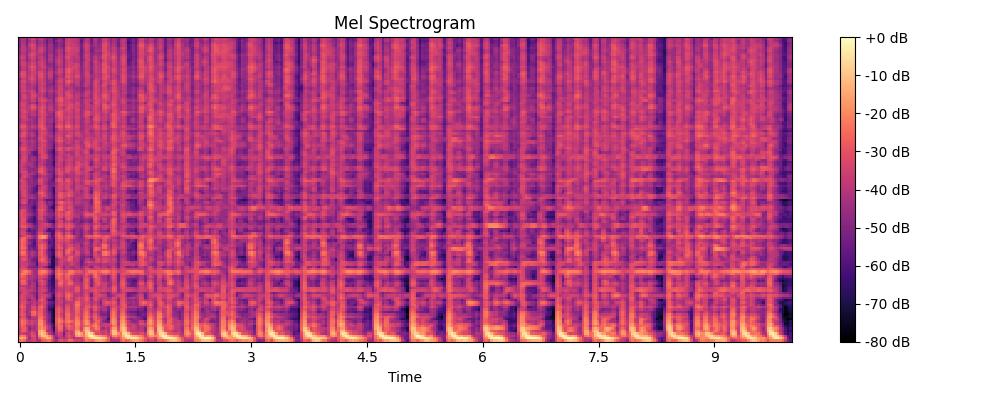 Mel Spectrogram
+0 dB
-10 dB
-20 dB
-30 dB
-40 dB
-50 dB
-60 dB
-70 dB
-80 dB
0 1.5 3 4.5 6 7.5 9
Time